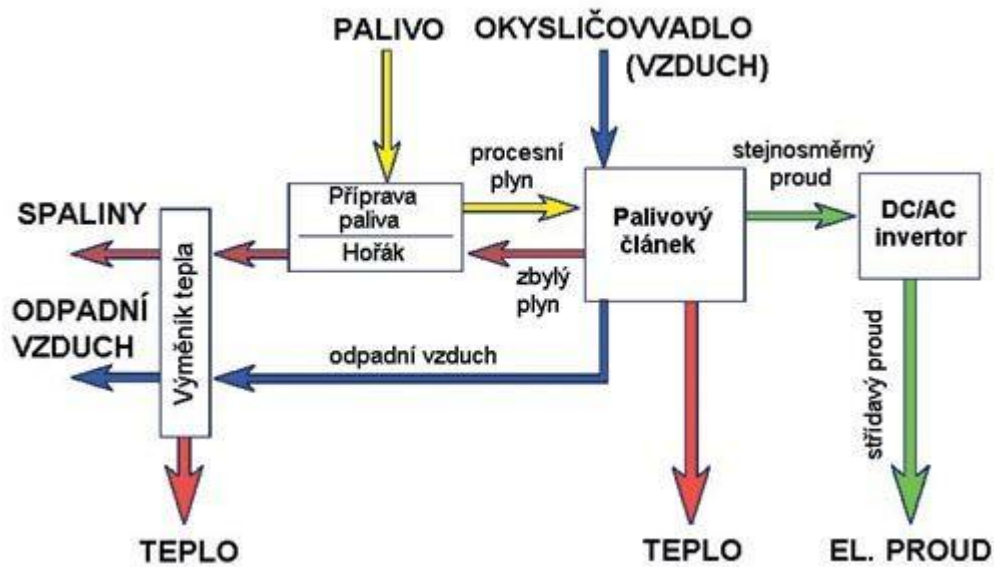 PALIVO
OKYSLIČOVVADLO
(VZDUCH)
procesní
plyn
stejnosměrný
proud
Příprava
paliva
Hořák
Palivový
článek
DC/AC
invertor
SPALINY
zbylý
plyn
ODPADNÍ
VZDUCH
Výměník tepla
odpadní vzduch
střídavý proud
TEPLO
TEPLO
EL. PROUD